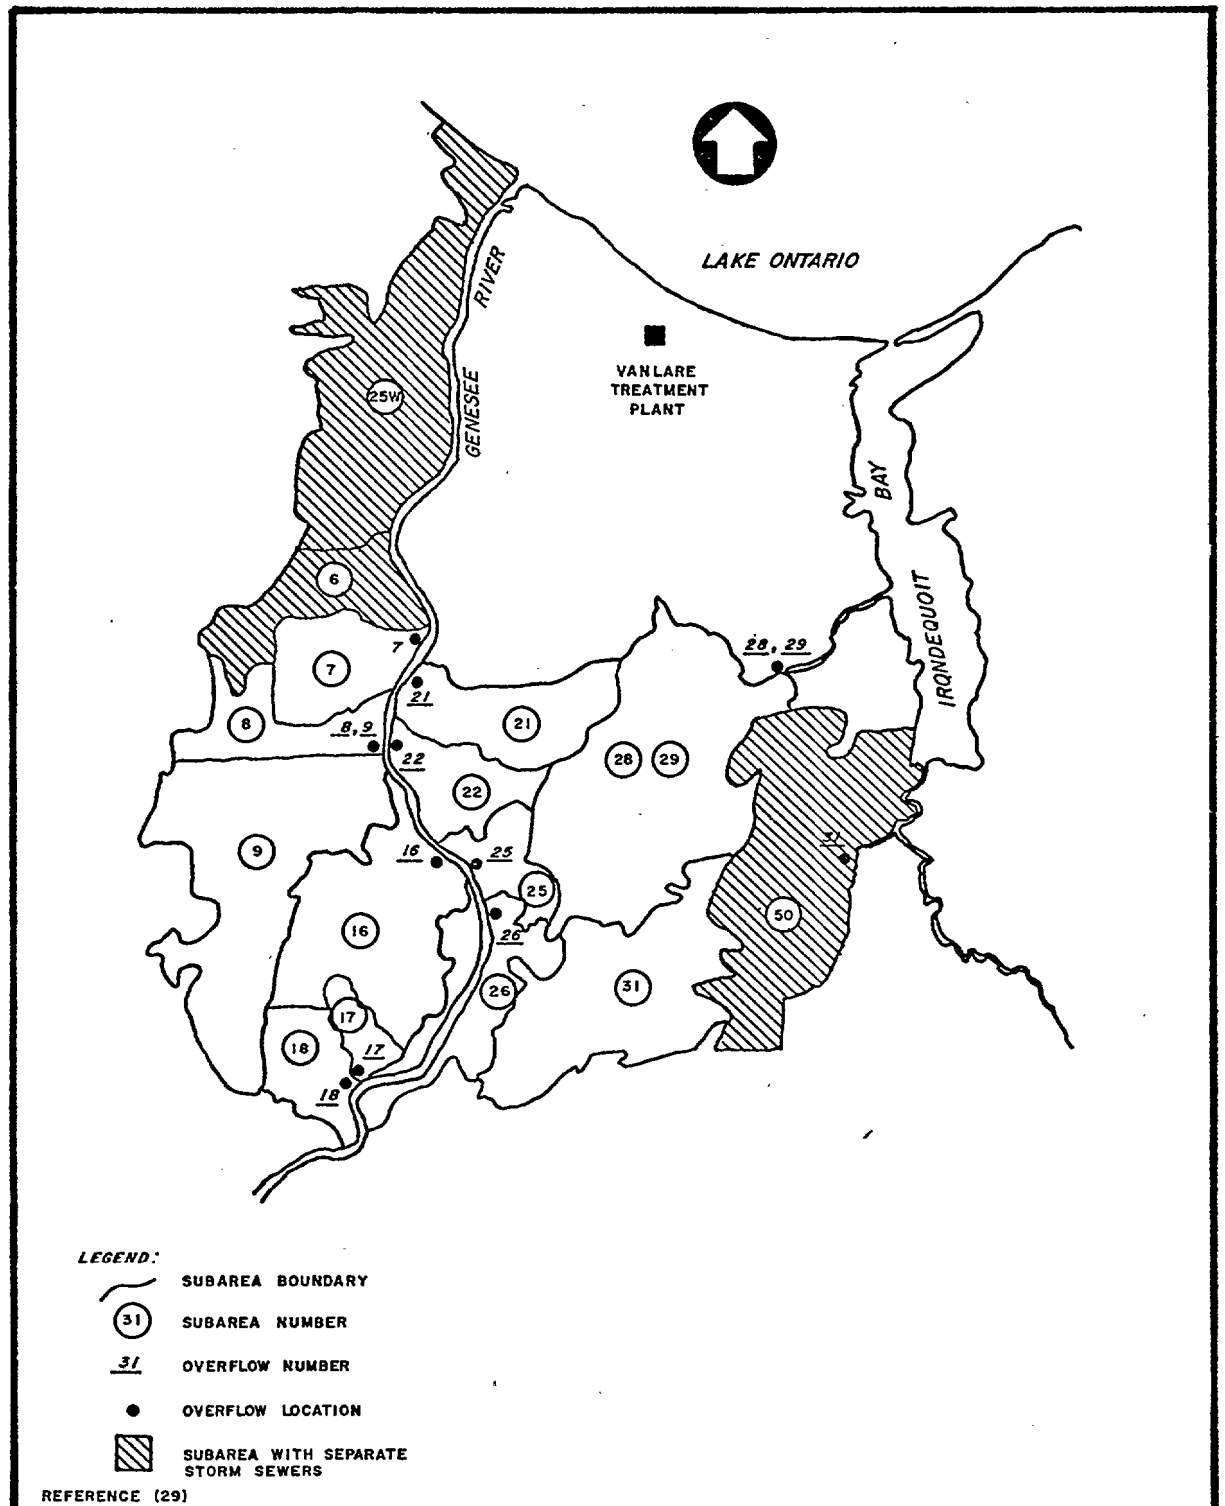 LAKE ONTARIO
GENESEE RIVER
VANLARE
TREATMENT
PLANT
25W
IRONDEQUOIT BAY
6
7
7
28, 29
21
8
8, 9
21
22
28
29
22
9
16
25
31
25
50
16
26
26
31
17
18
17
18
LEGEND:
SUBAREA BOUNDARY
31
SUBAREA NUMBER
31
OVERFLOW NUMBER
OVERFLOW LOCATION
SUBAREA WITH SEPARATE
STORM SEWERS
REFERENCE (29)